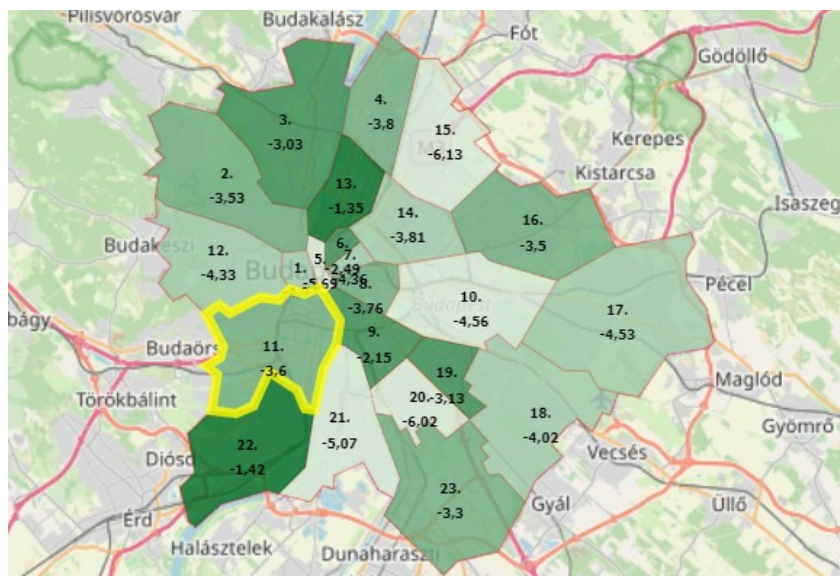 Pilisvörösvár
Budakalász
Fót
Gödöllő
Kerepes
Kistarcsa
Isaszeg
Pécel
Maglód
Gyömrő
Vecsés
Üllő
Gyál
Dunaharaszti
Halásztelek
Érd
Diósd
Törökbálint
Budaörs
bágy
Budakeszi
3.
-3,03
4.
-3,8
15.
-6,13
2.
-3,53
13.
-1,35
14.
-3,81
16.
-3,5
12.
-4,33
1.
5.
6.
-2,49
7.
-4,36
8.
-3,76
10.
-4,56
17.
-4,53
11.
-3,6
9.
-2,15
19.
-3,13
20.
-6,02
18.
-4,02
21.
-5,07
22.
-1,42
23.
-3,3